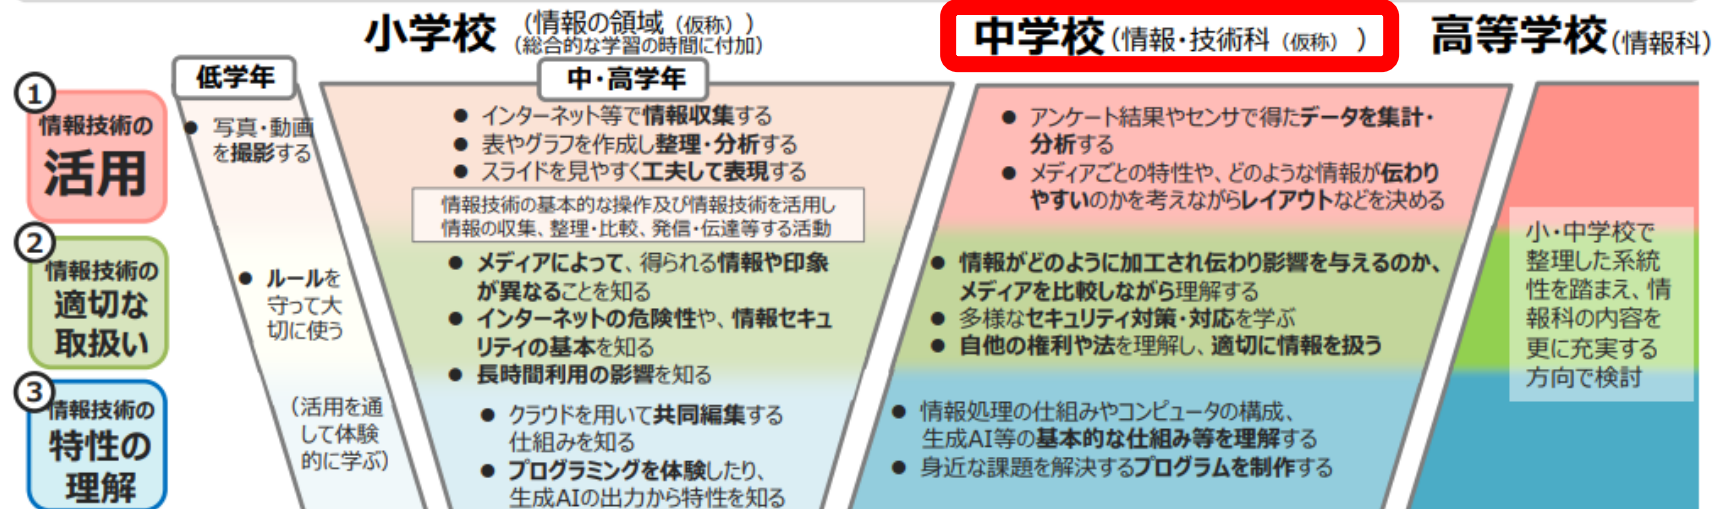 小学校 (情報の領域 (仮称) )
(総合的な学習の時間に付加)
中学校 (情報・技術科 (仮称) )
高等学校 (情報科)
低学年
中・高学年
①
情報技術の
活用
● 写真・動画
を撮影する
● インターネット等で情報収集する
● 表やグラフを作成し整理・分析する
● スライドを見やすく工夫して表現する
情報技術の基本的な操作及び情報技術を活用し
情報の収集、整理・比較、発信・伝達等する活動
● アンケート結果やセンサで得たデータを集計・
分析する
● メディアごとの特性や、どのような情報が伝わり
やすいのかを考えながらレイアウトなどを決める
②
情報技術の
適切な
取扱い
● ルールを
守って大
切に使う
● メディアによって、得られる情報や印象
が異なることを知る
● インターネットの危険性や、情報セキュ
リティの基本を知る
● 長時間利用の影響を知る
● 情報がどのように加工され伝わり影響を与えるのか、
メディアを比較しながら理解する
● 多様なセキュリティ対策・対応を学ぶ
● 自他の権利や法を理解し、適切に情報を扱う
小・中学校で
整理した系統
性を踏まえ、情
報科の内容を
更に充実する
方向で検討
③
情報技術の
特性の
理解
(活用を通
して体験
的に学ぶ)
● クラウドを用いて共同編集する
仕組みを知る
● プログラミングを体験したり、
生成AIの出力から特性を知る
● 情報処理の仕組みやコンピュータの構成、
生成AI等の基本的な仕組み等を理解する
● 身近な課題を解決するプログラムを制作する